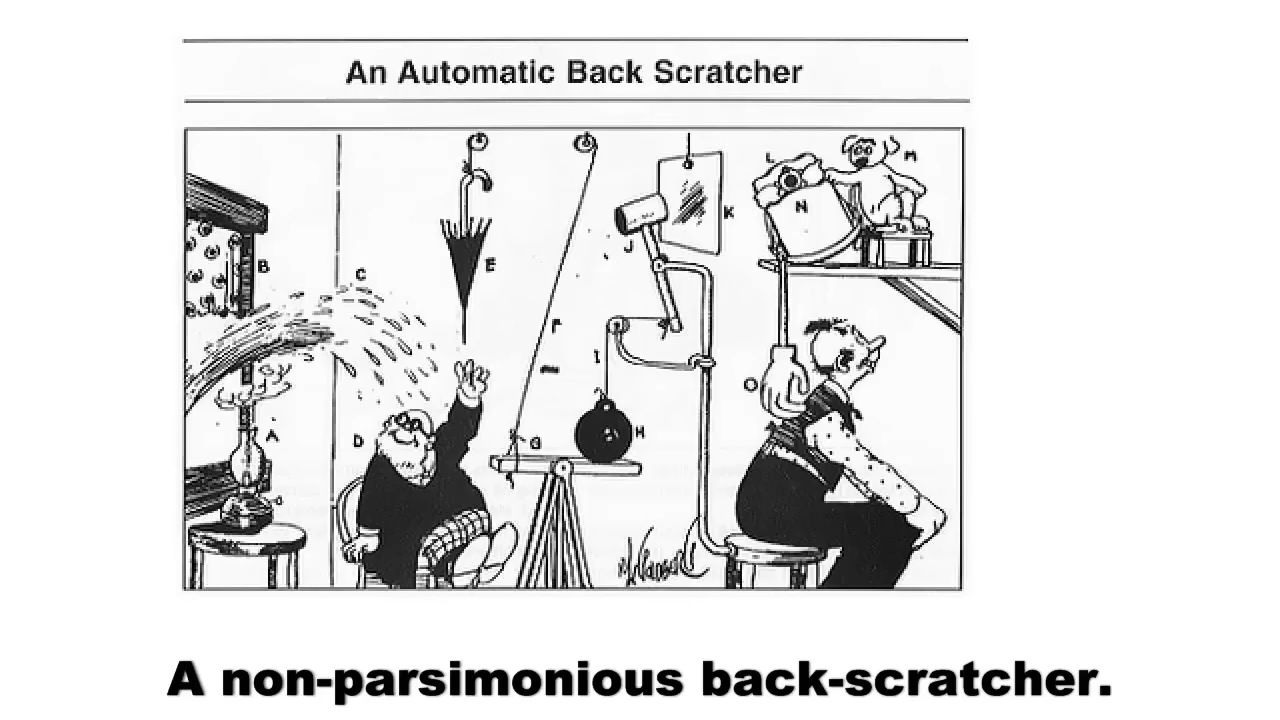 An Automatic Back Scratcher
L
M
K
N
J
B
E
C
F
I
O
A
D
G
H
A non-parsimonious back-scratcher.